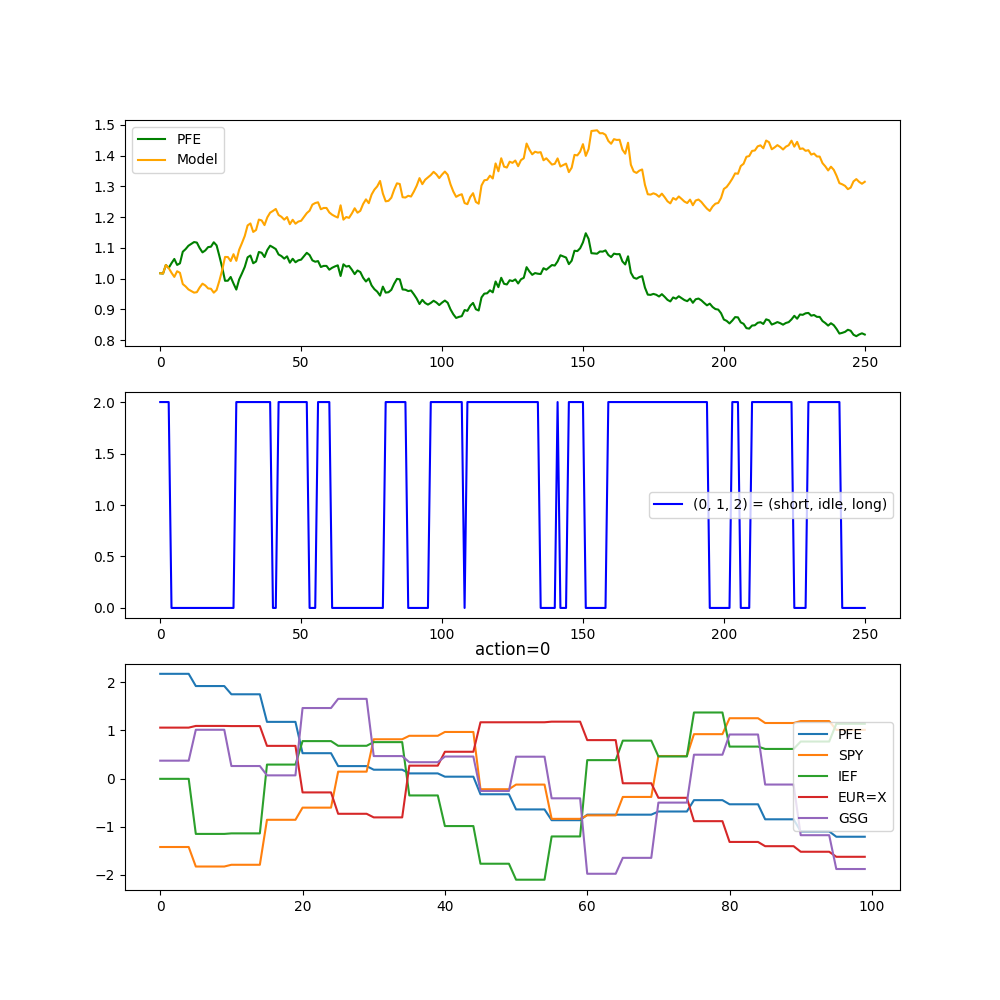 1.5
1.4
1.3
1.2
1.1
1.0
0.9
0.8
PFE
Model
0 50 100 150 200 250
2.0
1.5
1.0
0.5
0.0
(0, 1, 2) = (short, idle, long)
0 50 100 150 200 250
action=0
2
1
0
−1
−2
PFE
SPY
IEF
EUR=X
GSG
0 20 40 60 80 100